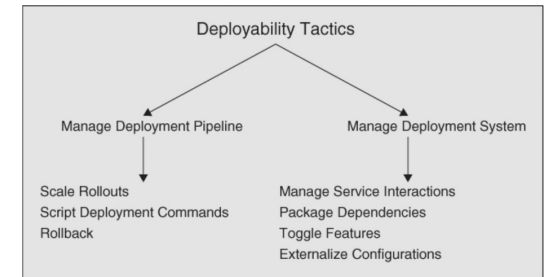 Deployability Tactics
Manage Deployment Pipeline
Scale Rollouts
Script Deployment Commands
Rollback
Manage Deployment System
Manage Service Interactions
Package Dependencies
Toggle Features
Externalize Configurations